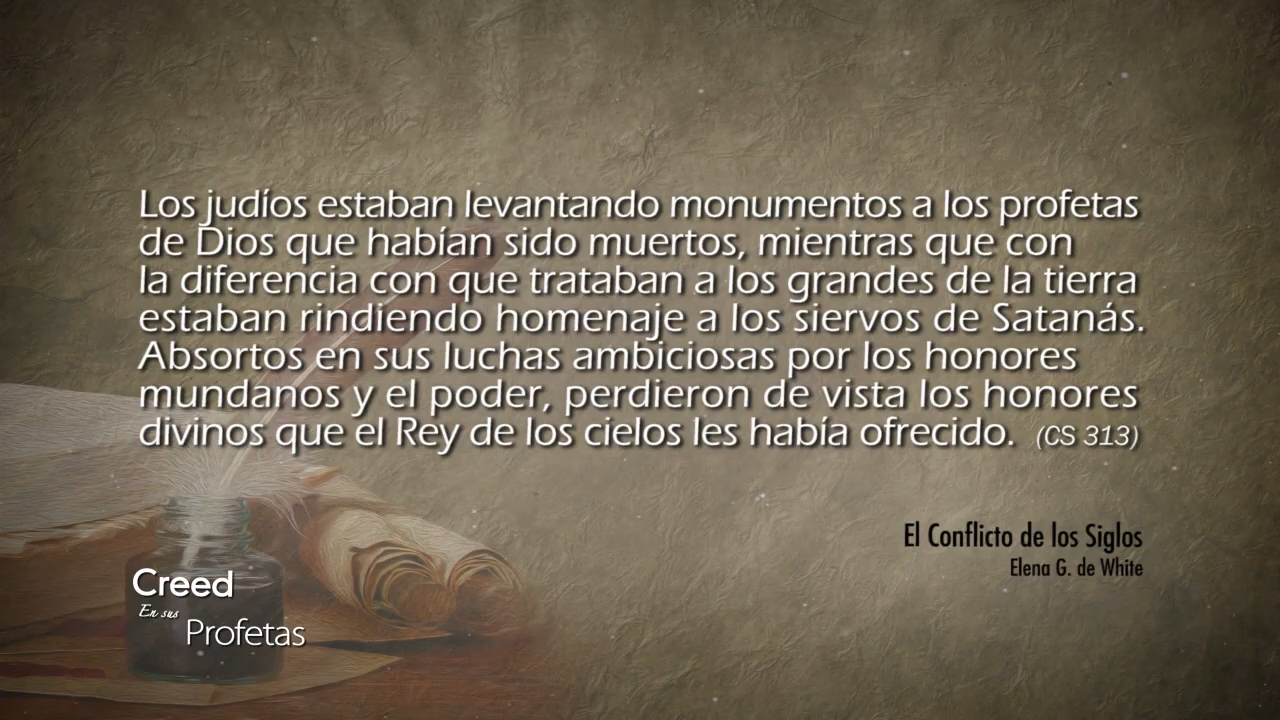 Los judíos estaban levantando monumentos a los profetas
de Dios que habían sido muertos, mientras que con
la diferencia con que trataban a los grandes de la tierra
estaban rindiendo homenaje a los siervos de Satanás.
Absortos en sus luchas ambiciosas por los honores
mundanos y el poder, perdieron de vista los honores
divinos que el Rey de los cielos les había ofrecido. (CS 313)
El Conflicto de los Siglos
Elena G. de White
Creed
En sus
Profetas